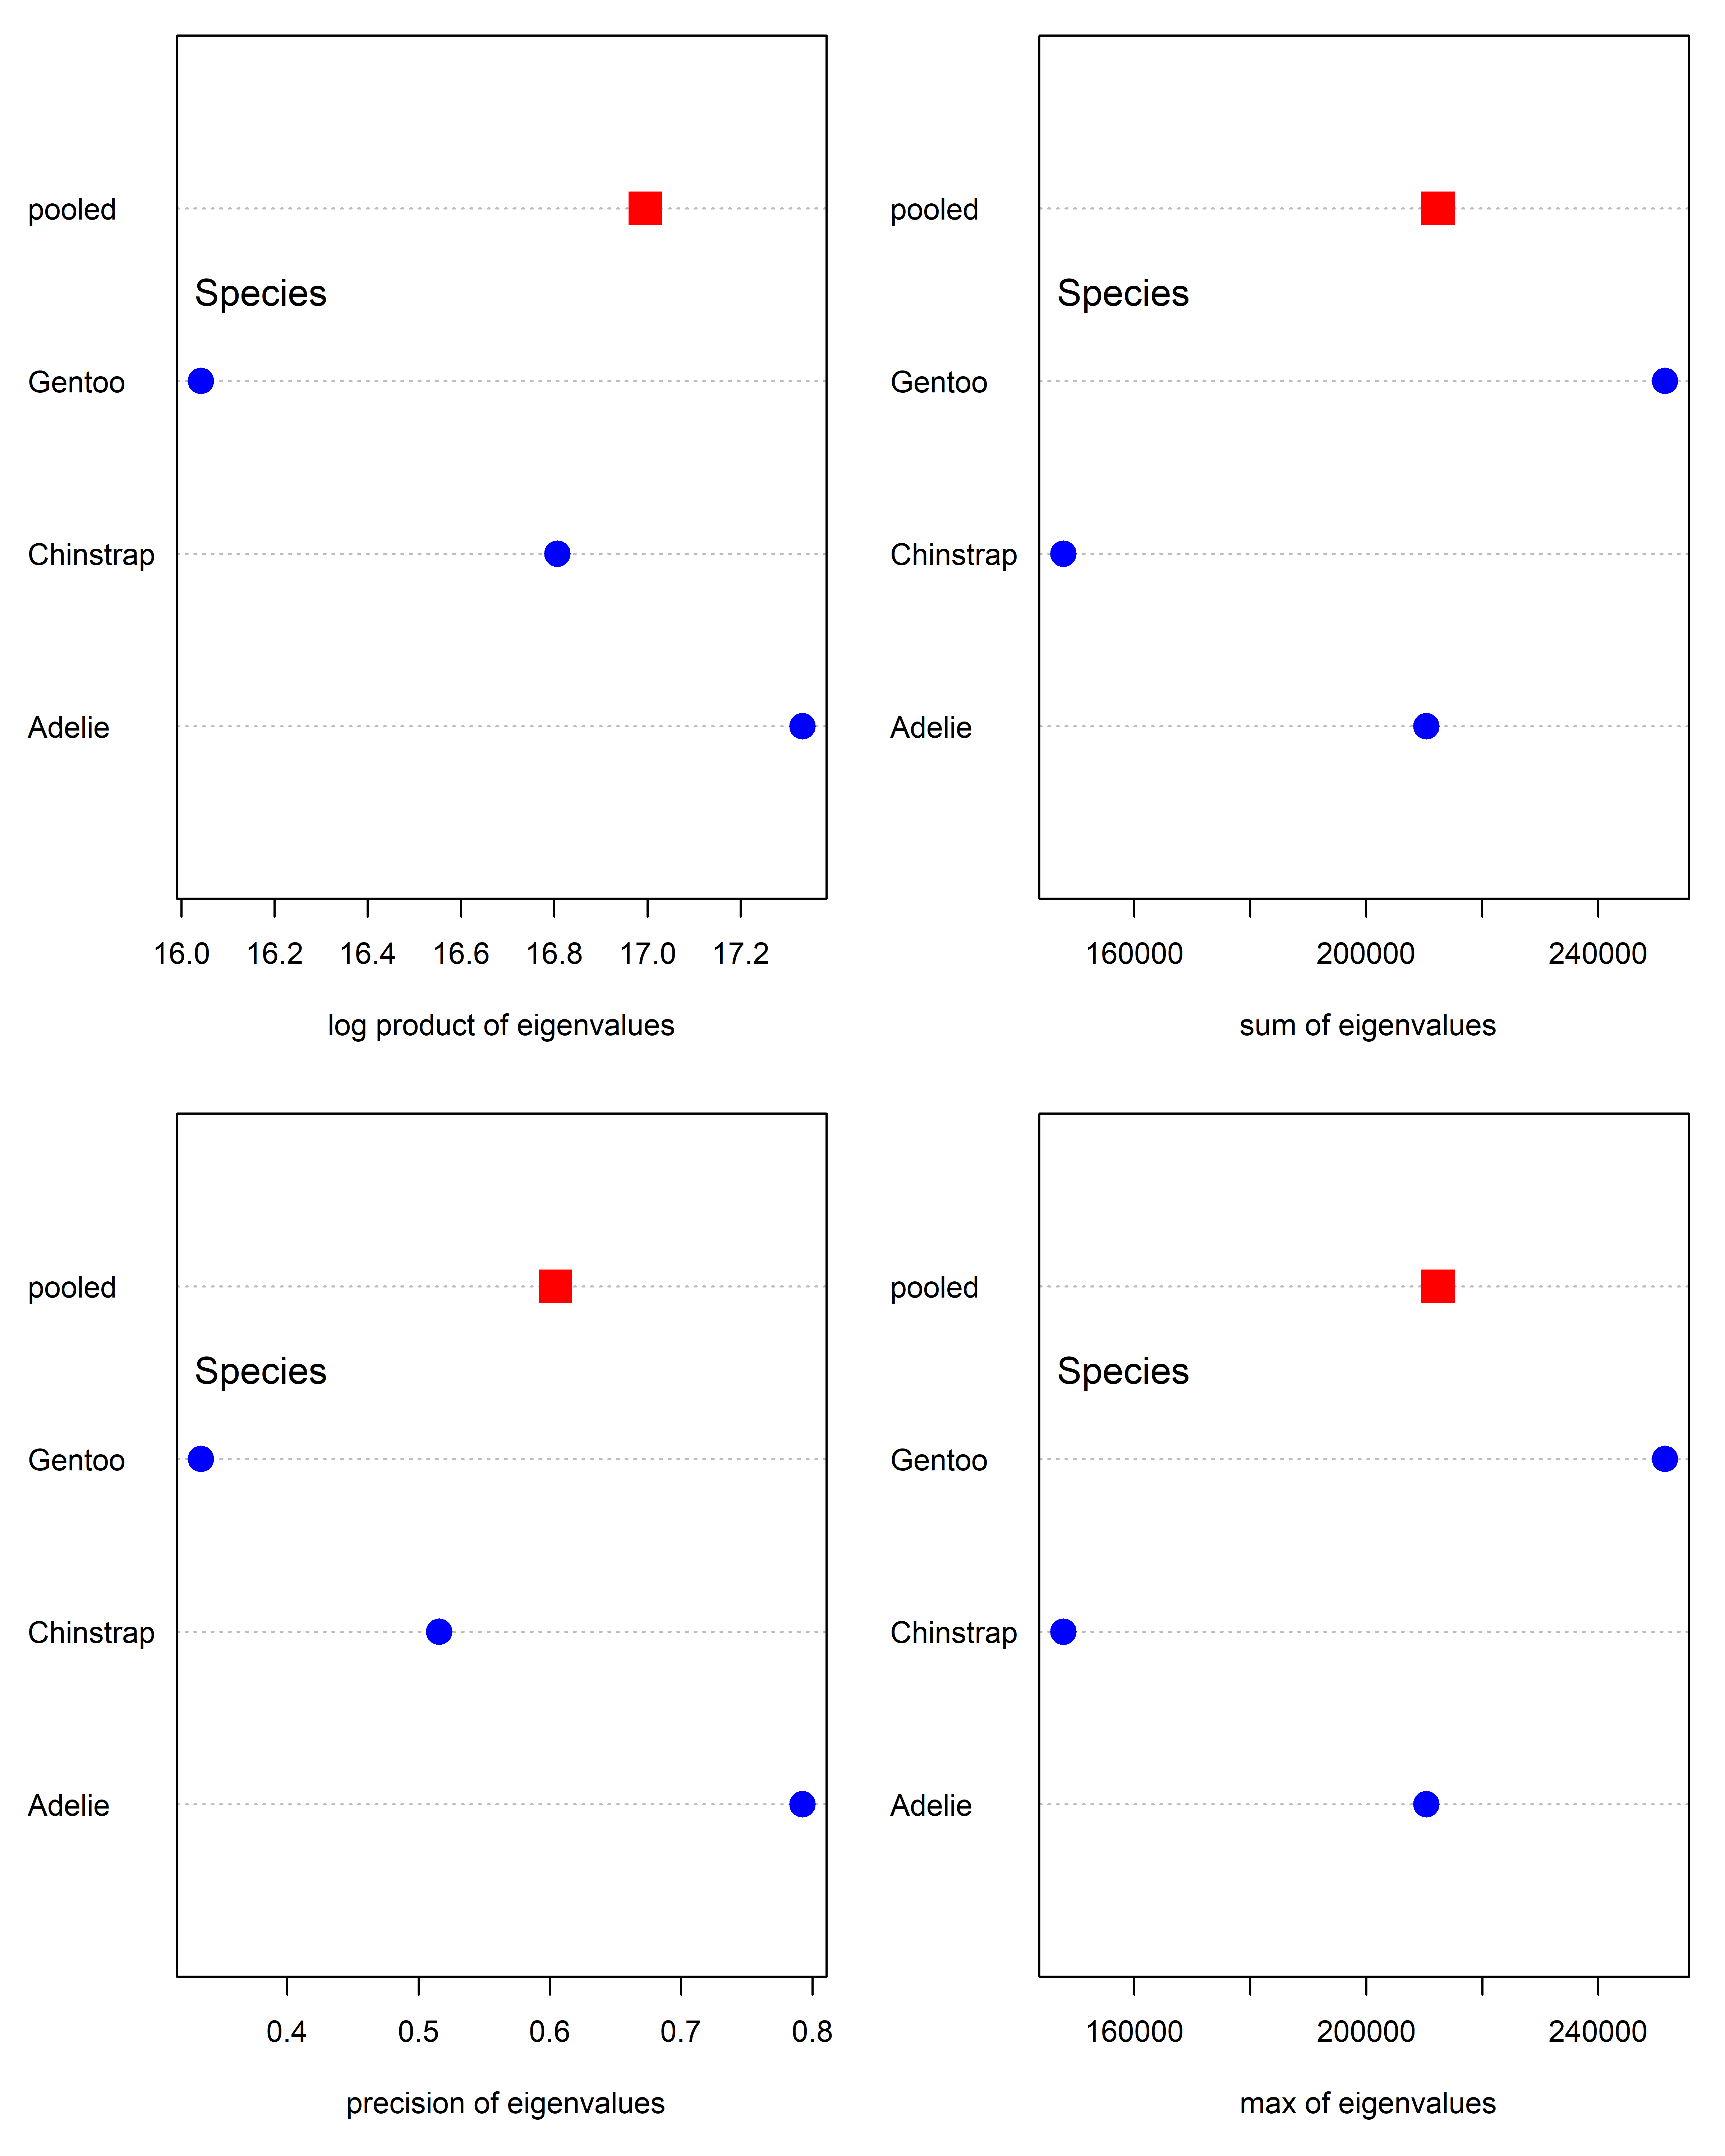 pooled
Species
Gentoo
Chinstrap
Adelie
16.0 16.2 16.4 16.6 16.8 17.0 17.2
log product of eigenvalues
pooled
Species
Gentoo
Chinstrap
Adelie
160000 200000 240000
sum of eigenvalues
pooled
Species
Gentoo
Chinstrap
Adelie
0.4 0.5 0.6 0.7 0.8
precision of eigenvalues
pooled
Species
Gentoo
Chinstrap
Adelie
160000 200000 240000
max of eigenvalues